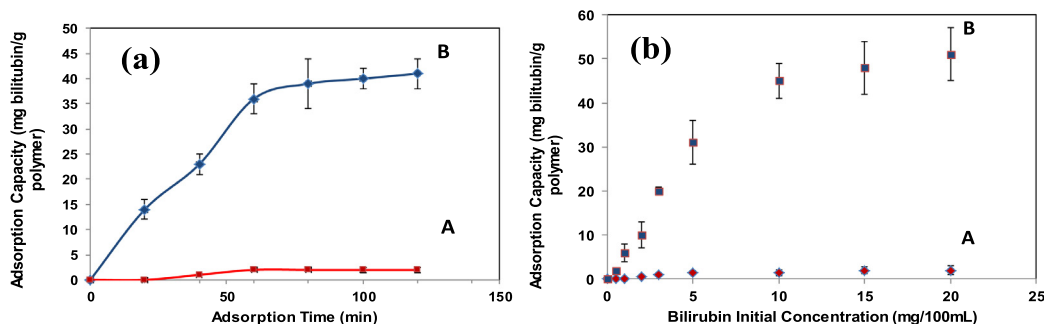 (a)
B
A
50
45
40
35
30
25
20
15
10
5
0
0
50
100
150
Adsorption Time (min)
Adsorption Capacity (mg bilitubin/g
polymer)
(b)
B
A
60
50
40
30
20
10
0
0
5
10
15
20
25
Bilirubin Initial Concentration (mg/100mL)
Adsorption Capacity (mg bilitubin/g
polymer)